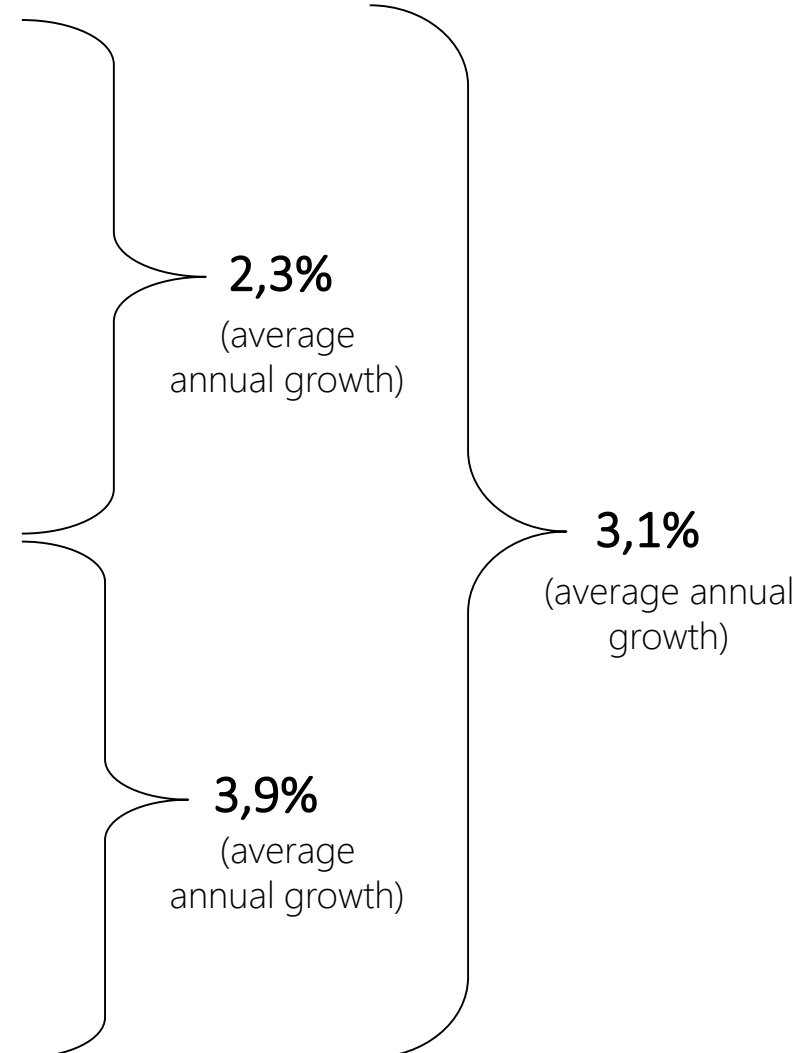 2,3%
(average
annual growth)
3,1%
(average annual
growth)
3,9%
(average
annual growth)